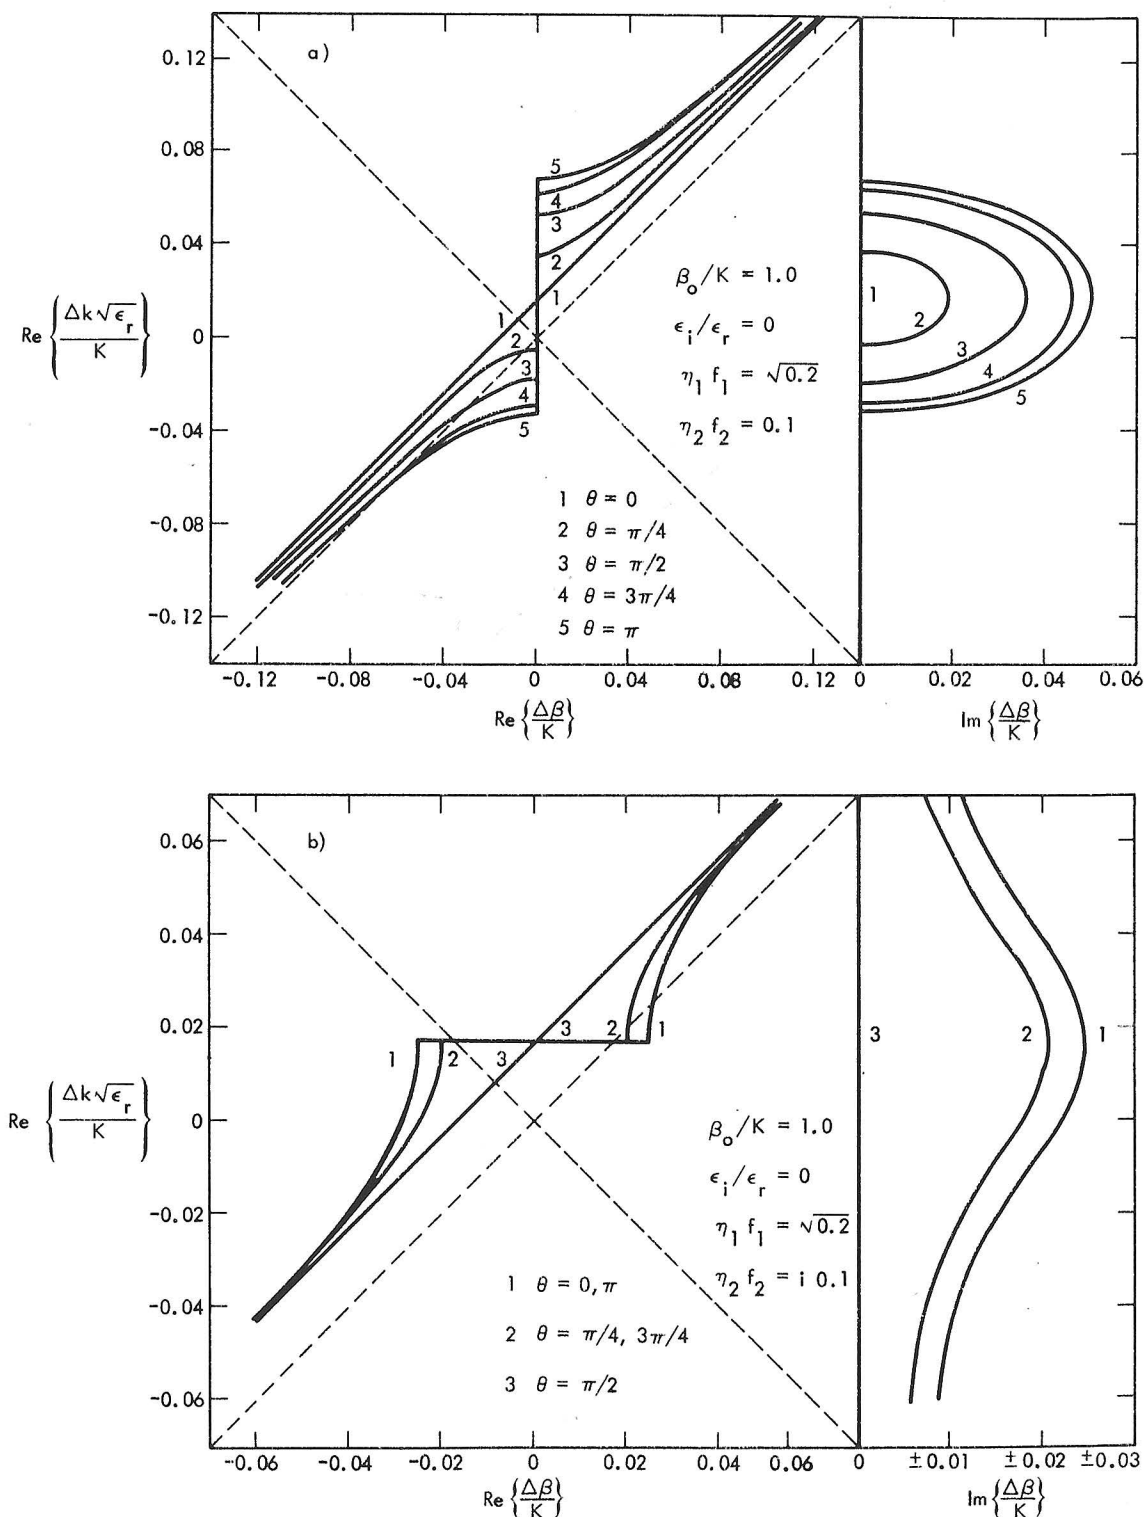 a)
0.12
0.08
0.04
0
-0.04
-0.08
-0.12
Re {Δk√ϵr / K}
5
4
3
2
1
1
2
3
4
5
β₀/K = 1.0
ϵi/ϵr = 0
η₁ f₁ = √0.2
η₂ f₂ = 0.1
1 θ = 0
2 θ = π/4
3 θ = π/2
4 θ = 3π/4
5 θ = π
1
2
3
4
5
-0.12 -0.08 -0.04 0 0.04 0.08 0.12
Re {Δβ/K}
0 0.02 0.04 0.06
Im {Δβ/K}
b)
0.06
0.04
0.02
0
-0.02
-0.04
-0.06
Re {Δk√ϵr / K}
1 2 3 3 2 1
β₀/K = 1.0
ϵi/ϵr = 0
η₁ f₁ = √0.2
η₂ f₂ = i 0.1
1 θ = 0, π
2 θ = π/4, 3π/4
3 θ = π/2
3 2 1
-0.06 -0.04 -0.02 0 0.02 0.04 0.06
Re {Δβ/K}
0 ±0.01 ±0.02 ±0.03
Im {Δβ/K}